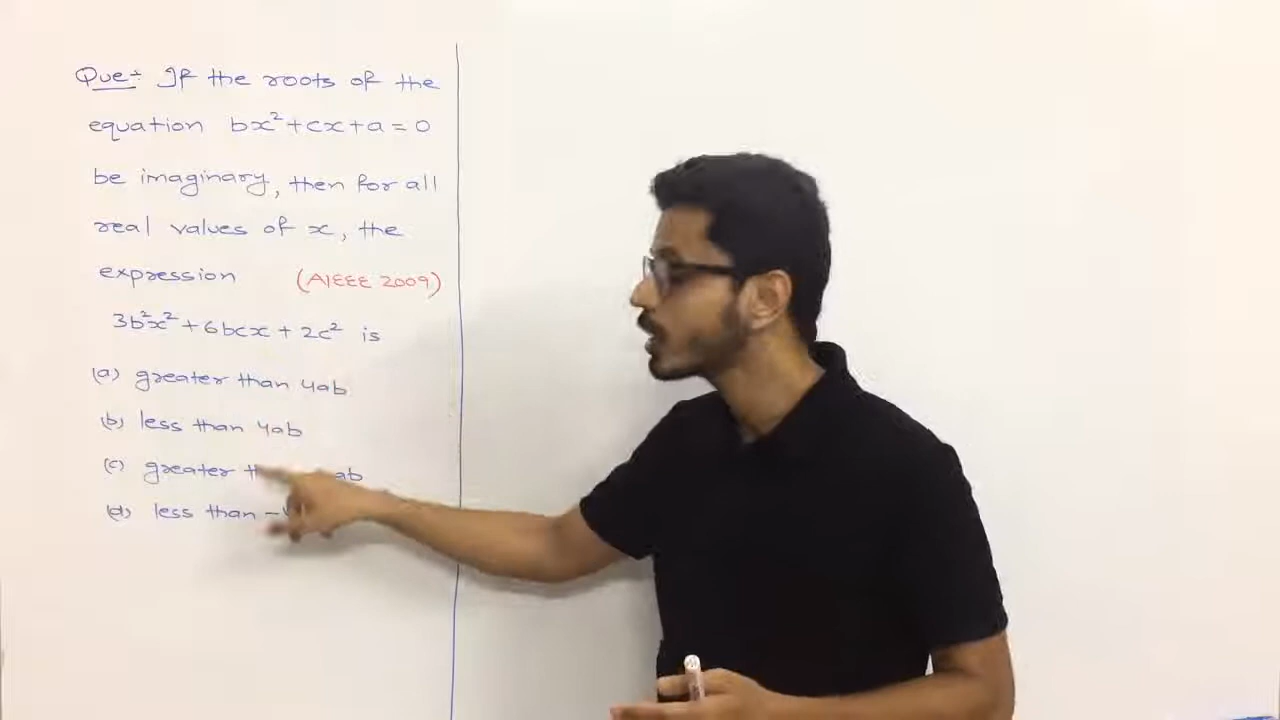 Que:- If the roots of the
equation bx²+cx+a=0
be imaginary, then for all
real values of x, the
expression (AIEEE 2009)
3b²x²+6bcx+2c² is
(a) greater than 4ab
(b) less than 4ab
(c) greater ab
(d) less than -